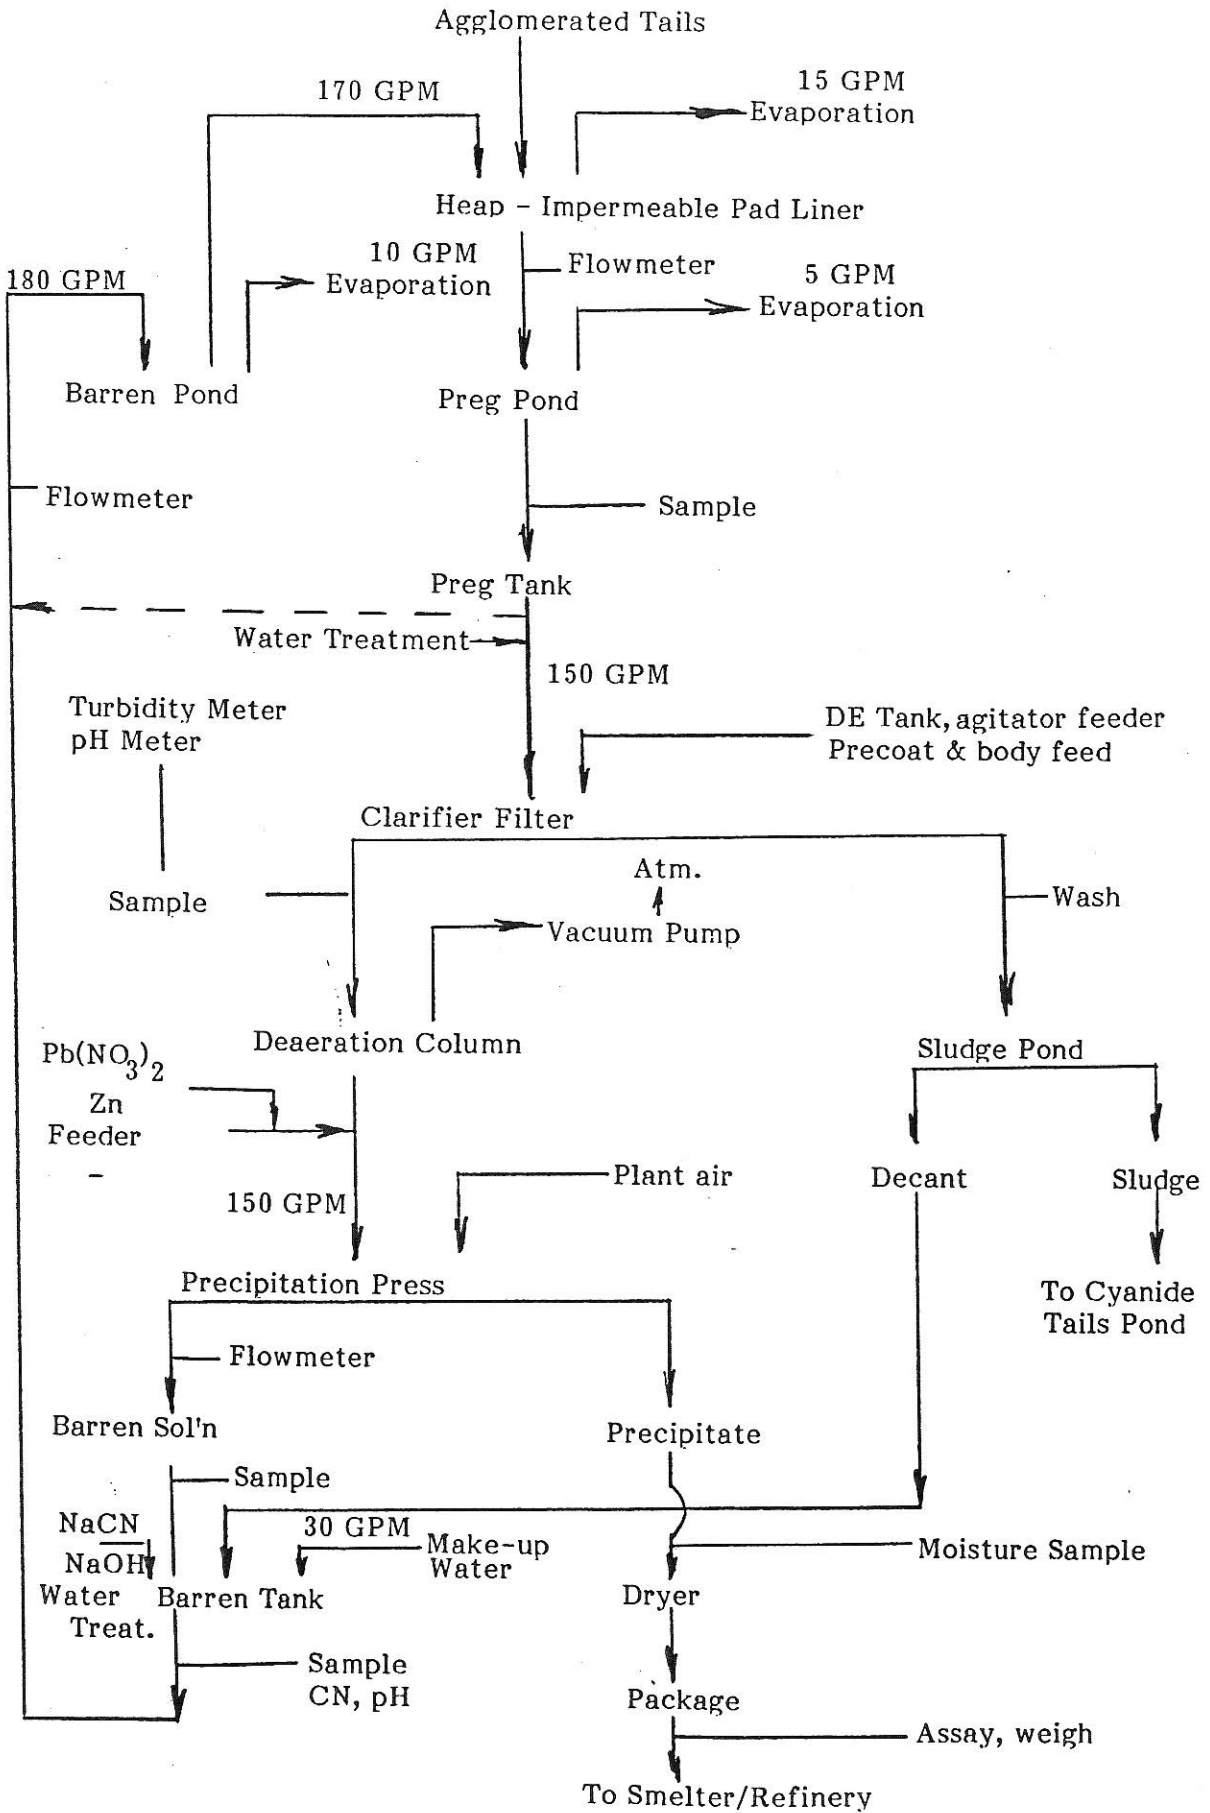 Agglomerated Tails
170 GPM
15 GPM
Evaporation
Heap - Impermeable Pad Liner
180 GPM
10 GPM
Evaporation
Flowmeter
5 GPM
Evaporation
Barren Pond
Preg Pond
Flowmeter
Sample
Preg Tank
Water Treatment
150 GPM
Turbidity Meter
pH Meter
DE Tank, agitator feeder
Precoat & body feed
Clarifier Filter
Sample
Atm.
Vacuum Pump
Wash
Deaeration Column
Sludge Pond
Pb(NO3)2
Zn
Feeder
150 GPM
Plant air
Decant
Sludge
Precipitation Press
To Cyanide
Tails Pond
Flowmeter
Barren Sol'n
Precipitate
Sample
NaCN
NaOH
Water
Treat.
30 GPM
Make-up
Water
Barren Tank
Moisture Sample
Dryer
Sample
CN, pH
Package
Assay, weigh
To Smelter/Refinery